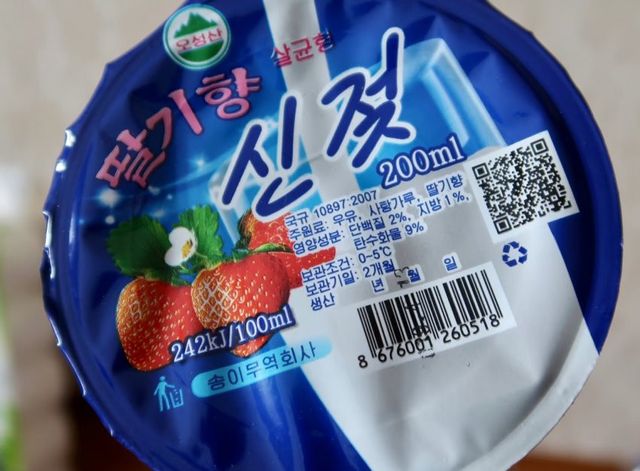 오성산
딸기향
살균형
신젖
200ml
국규 10897:2007
주원료: 우유, 사탕가루, 딸기향
영양성분: 단백질 2%, 지방 1%,
탄수화물 9%
보관조건: 0-5℃
보관기일: 2개월
생산 년 월 일
242kJ/100ml
송이무역회사
8 676001 260518